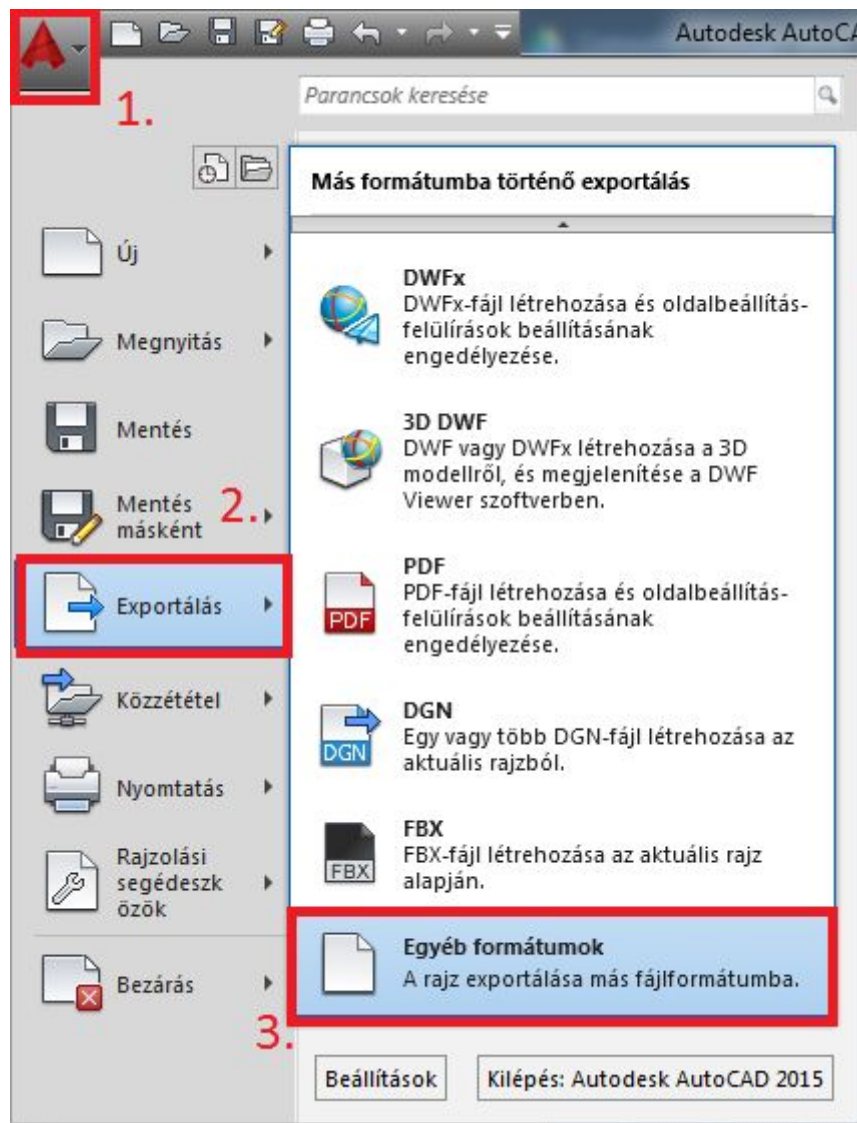 Autodesk AutoCA
1.
Parancsok keresése
Más formátumba történő exportálás
Új
Megnyitás
Mentés
Mentés
másként
2.
Exportálás
Közzététel
Nyomtatás
Rajzolási
segédeszk
özök
Bezárás
DWFx
DWFx-fájl létrehozása és oldalbeállítás-
felülírások beállításának
engedélyezése.
3D DWF
DWF vagy DWFx létrehozása a 3D
modellről, és megjelenítése a DWF
Viewer szoftverben.
PDF
PDF
PDF-fájl létrehozása és oldalbeállítás-
felülírások beállításának
engedélyezése.
DGN
DGN
Egy vagy több DGN-fájl létrehozása az
aktuális rajzból.
FBX
FBX
FBX-fájl létrehozása az aktuális rajz
alapján.
3.
Egyéb formátumok
A rajz exportálása más fájlformátumba.
Beállítások
Kilépés: Autodesk AutoCAD 2015